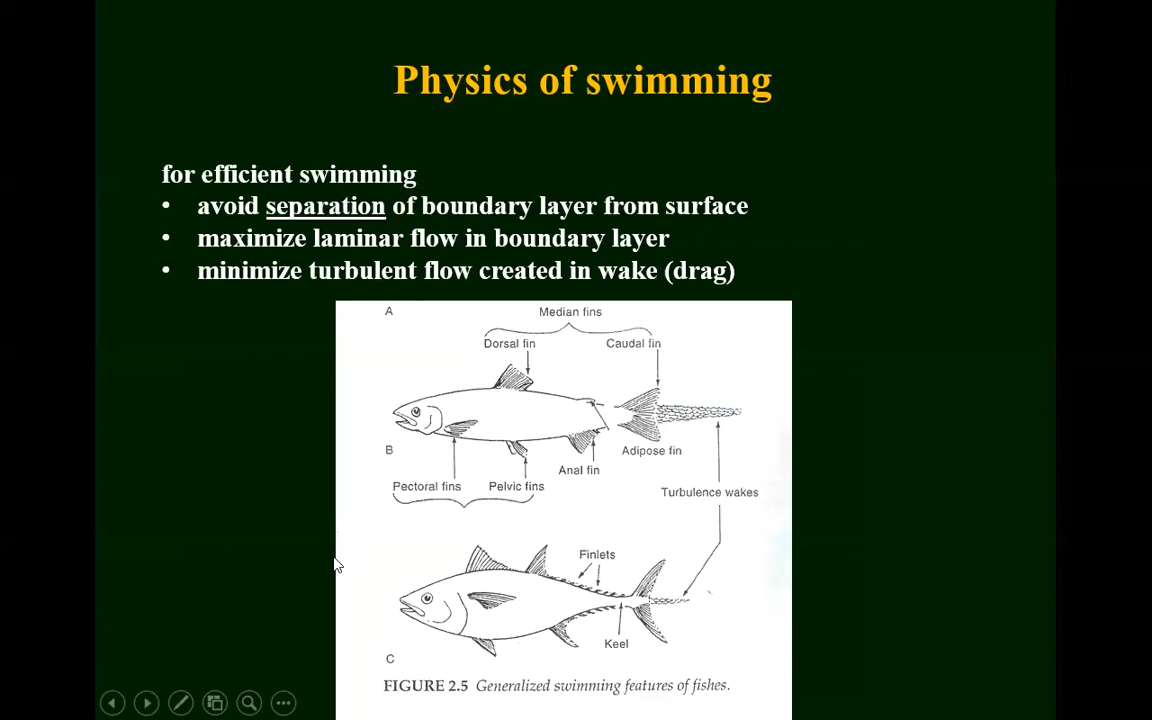 Physics of swimming
for efficient swimming
• avoid separation of boundary layer from surface
• maximize laminar flow in boundary layer
• minimize turbulent flow created in wake (drag)
A
Median fins
Dorsal fin
Caudal fin
B
Adipose fin
Anal fin
Pectoral fins
Pelvic fins
Turbulence wakes
Finlets
Keel
C
FIGURE 2.5 Generalized swimming features of fishes.